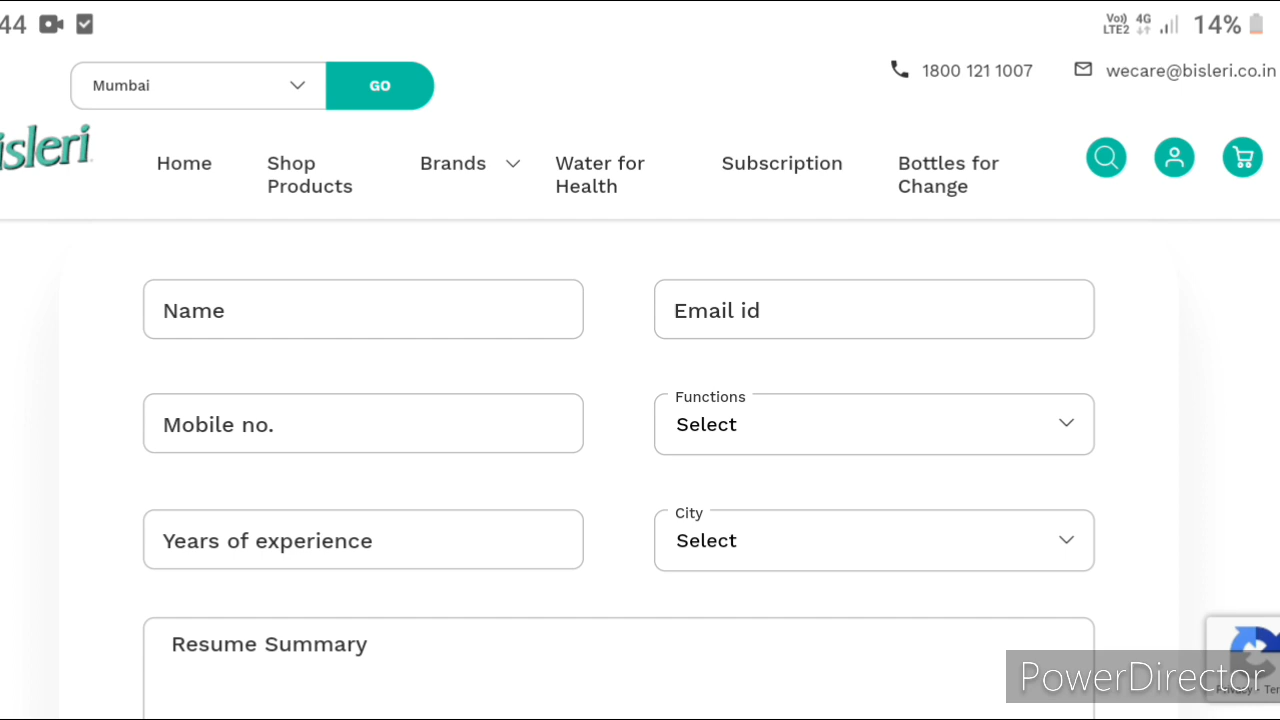 44
Vo))
LTE2
4G
14%
Mumbai
GO
1800 121 1007
wecare@bisleri.co.in
isleri
Home
Shop
Products
Brands
Water for
Health
Subscription
Bottles for
Change
Name
Email id
Mobile no.
Functions
Select
Years of experience
City
Select
Resume Summary
PowerDirector
Privacy - Ter